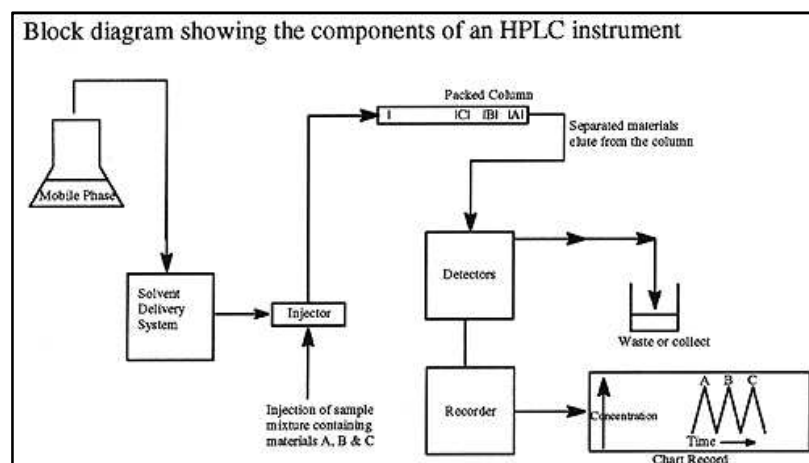 Block diagram showing the components of an HPLC instrument
Packed Column
|C| |B| |A|
Separated materials
elute from the column
Mobile Phase
Solvent
Delivery
System
Injector
Injection of sample
mixture containing
materials A, B & C
Detectors
Waste or collect
Recorder
A B C
Concentration
Time
Chart Record